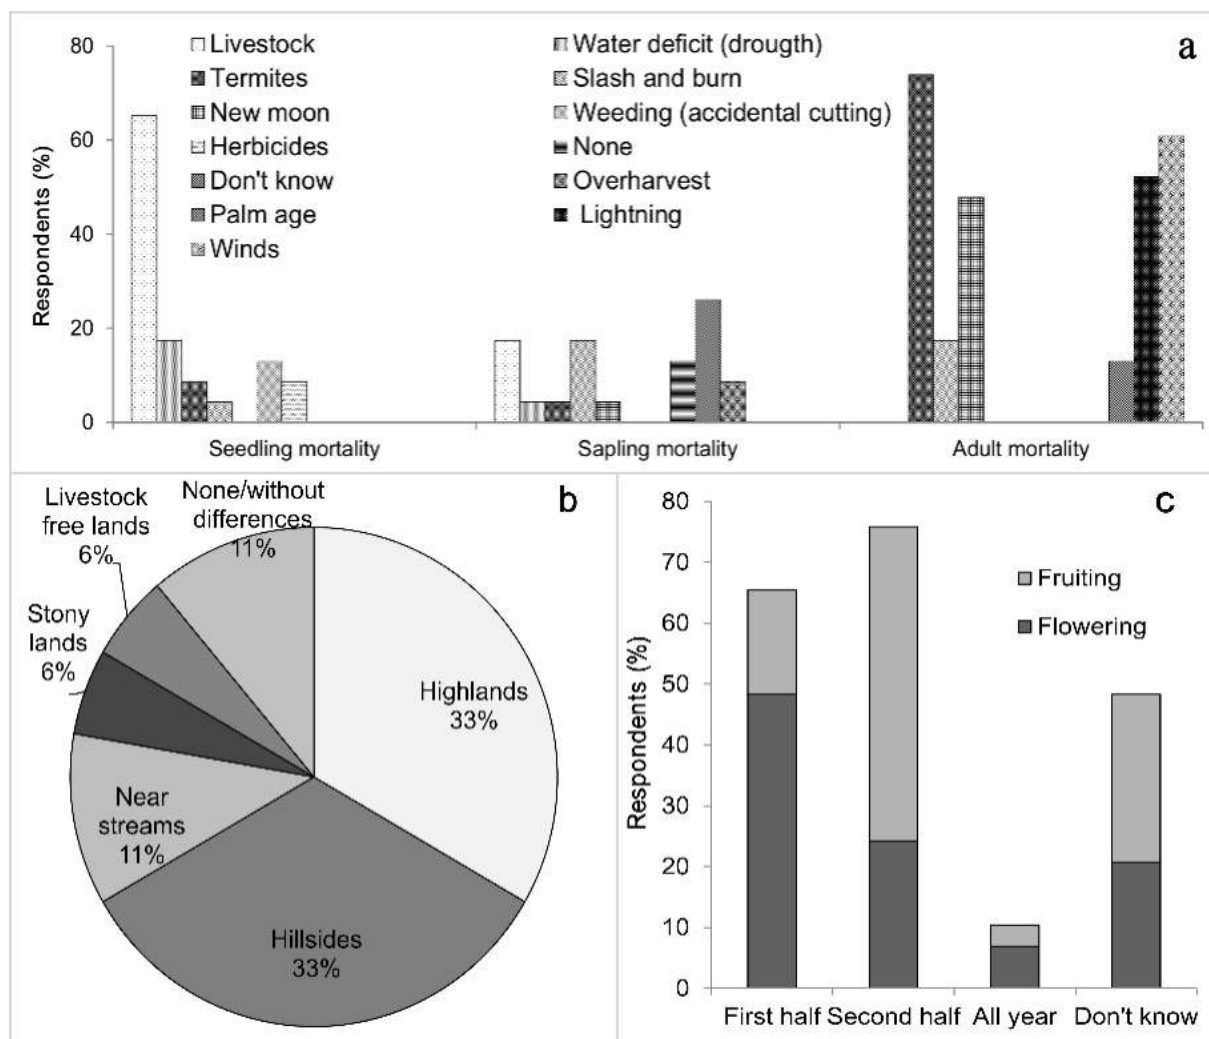 a
80
60
40
20
0
Respondents (%)
Livestock
Water deficit (drougth)
Termites
Slash and burn
New moon
Weeding (accidental cutting)
Herbicides
None
Don't know
Overharvest
Palm age
Lightning
Winds
Seedling mortality
Sapling mortality
Adult mortality
b
None/without
differences
11%
Livestock
free lands
6%
Stony
lands
6%
Highlands
33%
Near
streams
11%
Hillsides
33%
c
80
70
60
50
40
30
20
10
0
Respondents (%)
Fruiting
Flowering
First half
Second half
All year
Don't know